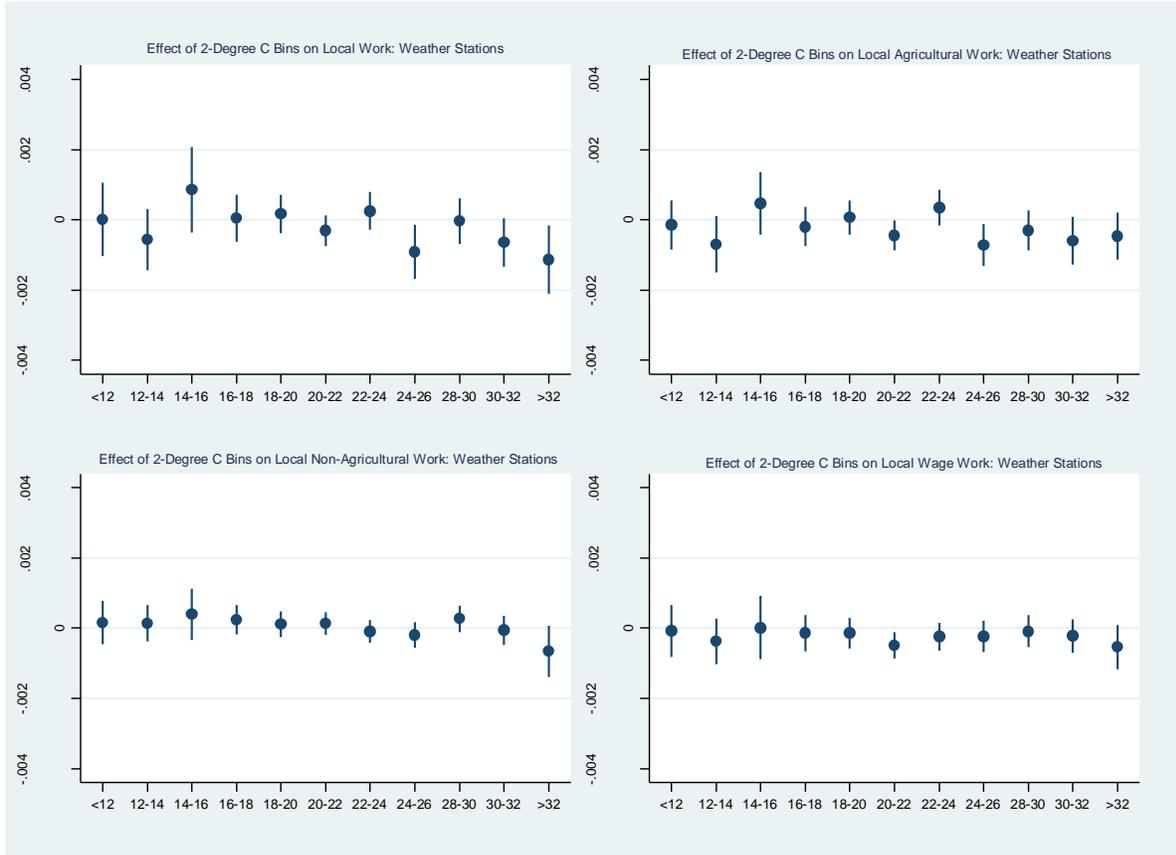 Effect of 2-Degree C Bins on Local Work: Weather Stations
.004
.002
0
-.002
-.004
<12 12-14 14-16 16-18 18-20 20-22 22-24 24-26 28-30 30-32 >32
Effect of 2-Degree C Bins on Local Agricultural Work: Weather Stations
.004
.002
0
-.002
-.004
<12 12-14 14-16 16-18 18-20 20-22 22-24 24-26 28-30 30-32 >32
Effect of 2-Degree C Bins on Local Non-Agricultural Work: Weather Stations
.004
.002
0
-.002
-.004
<12 12-14 14-16 16-18 18-20 20-22 22-24 24-26 28-30 30-32 >32
Effect of 2-Degree C Bins on Local Wage Work: Weather Stations
.004
.002
0
-.002
-.004
<12 12-14 14-16 16-18 18-20 20-22 22-24 24-26 28-30 30-32 >32